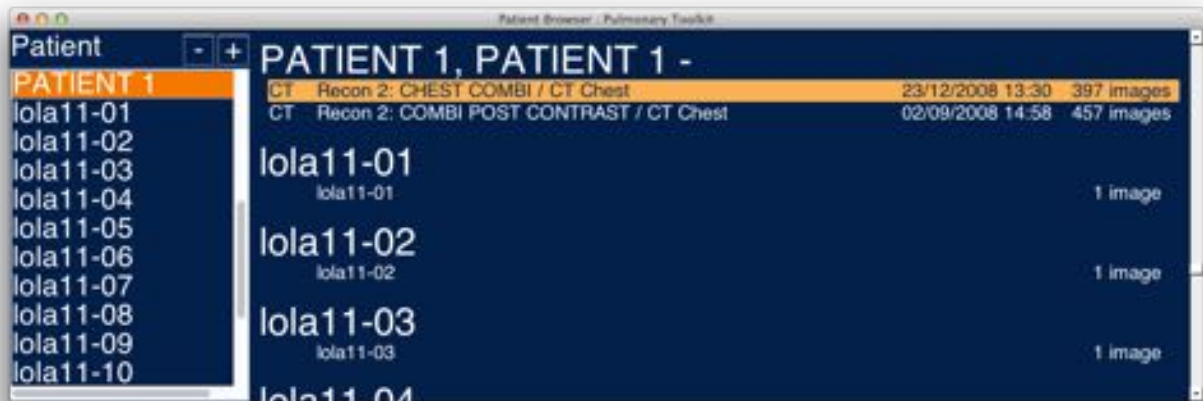 Patient Browser : Pulmonary Toolkit
Patient - +
PATIENT 1
lola11-01
lola11-02
lola11-03
lola11-04
lola11-05
lola11-06
lola11-07
lola11-08
lola11-09
lola11-10
PATIENT 1, PATIENT 1 -
CT Recon 2: CHEST COMBI / CT Chest 23/12/2008 13:30 397 images
CT Recon 2: COMBI POST CONTRAST / CT Chest 02/09/2008 14:58 457 images
lola11-01
lola11-01 1 image
lola11-02
lola11-02 1 image
lola11-03
lola11-03 1 image
lola11-04